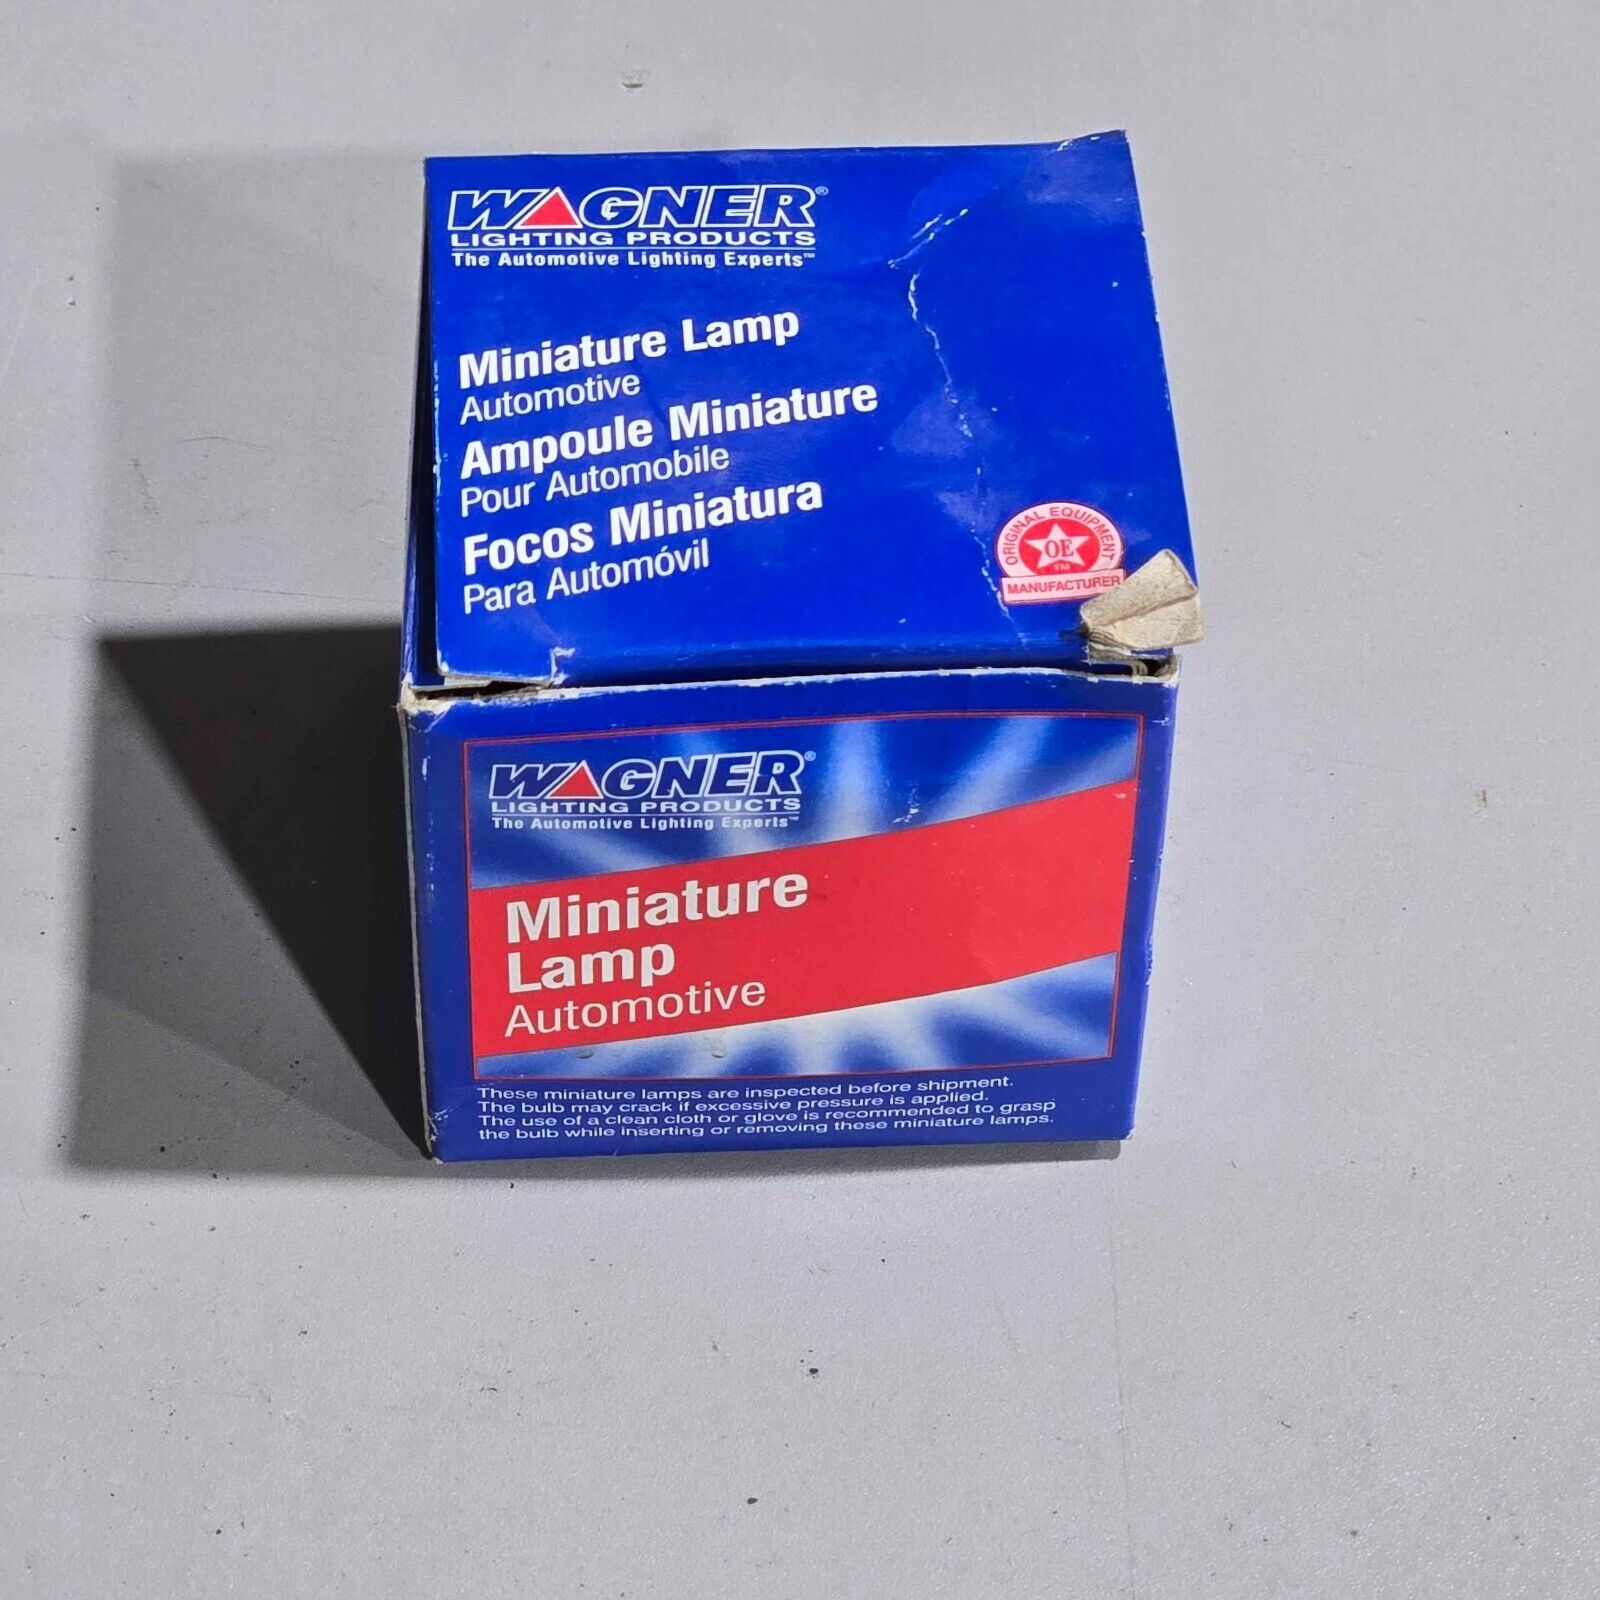 WAGNER®
LIGHTING PRODUCTS
The Automotive Lighting Experts™
Miniature Lamp
Automotive
Ampoule Miniature
Pour Automobile
Focos Miniatura
Para Automóvil
ORIGINAL EQUIPMENT
OE
TM
MANUFACTURER
WAGNER®
LIGHTING PRODUCTS
The Automotive Lighting Experts™
Miniature
Lamp
Automotive
These miniature lamps are inspected before shipment.
The bulb may crack if excessive pressure is applied.
The use of a clean cloth or glove is recommended to grasp
the bulb while inserting or removing these miniature lamps.